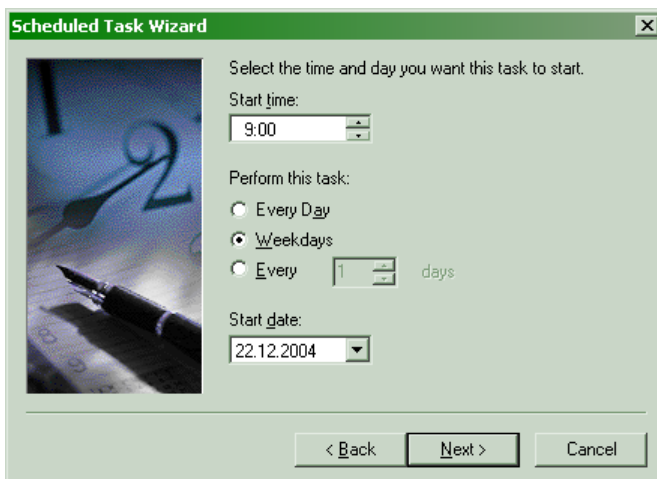 Scheduled Task Wizard
Select the time and day you want this task to start.
Start time:
9:00
Perform this task:
Every Day
Weekdays
Every 1 days
Start date:
22.12.2004
< Back Next > Cancel